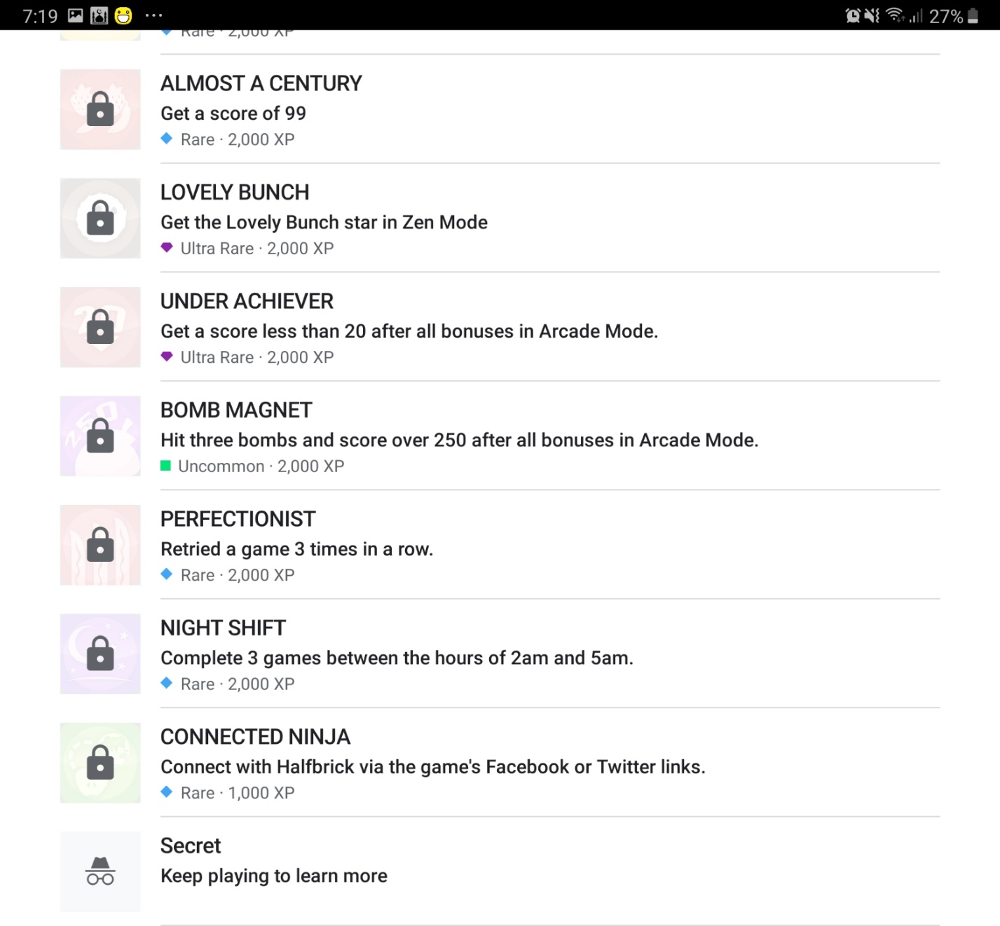 7:19 ... 27%
Rare · 2,000 XP
ALMOST A CENTURY
Get a score of 99
Rare · 2,000 XP
LOVELY BUNCH
Get the Lovely Bunch star in Zen Mode
Ultra Rare · 2,000 XP
UNDER ACHIEVER
Get a score less than 20 after all bonuses in Arcade Mode.
Ultra Rare · 2,000 XP
250
BOMB MAGNET
Hit three bombs and score over 250 after all bonuses in Arcade Mode.
Uncommon · 2,000 XP
PERFECTIONIST
Retried a game 3 times in a row.
Rare · 2,000 XP
NIGHT SHIFT
Complete 3 games between the hours of 2am and 5am.
Rare · 2,000 XP
CONNECTED NINJA
Connect with Halfbrick via the game's Facebook or Twitter links.
Rare · 1,000 XP
Secret
Keep playing to learn more